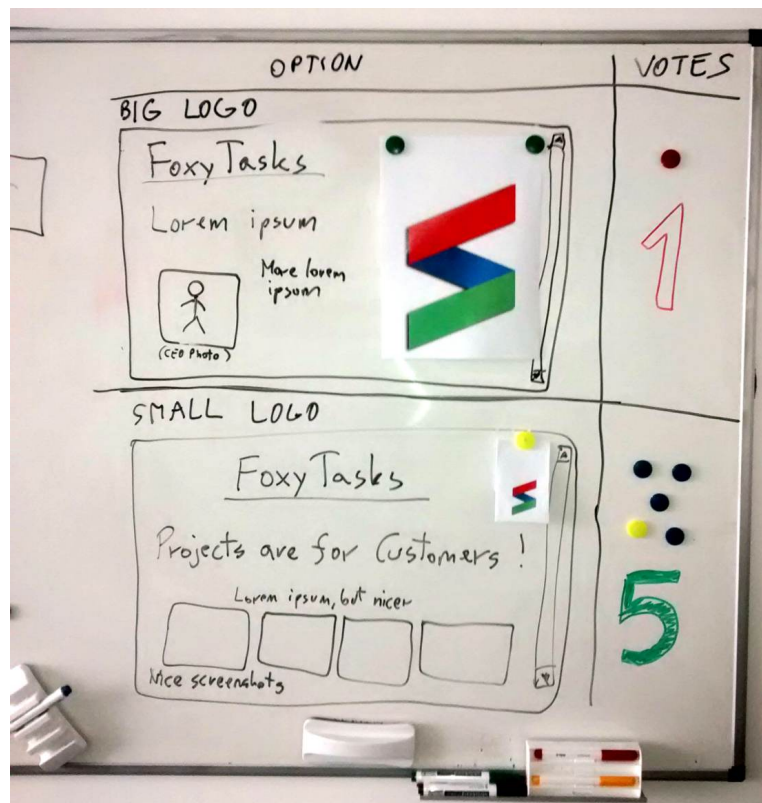 OPTION
VOTES
BIG LOGO
FoxyTasks
Lorem ipsum
More lorem
ipsum
(CEO Photo)
1
SMALL LOGO
FoxyTasks
Projects are for Customers!
Lorem ipsum, but nicer
Nice screenshots
5